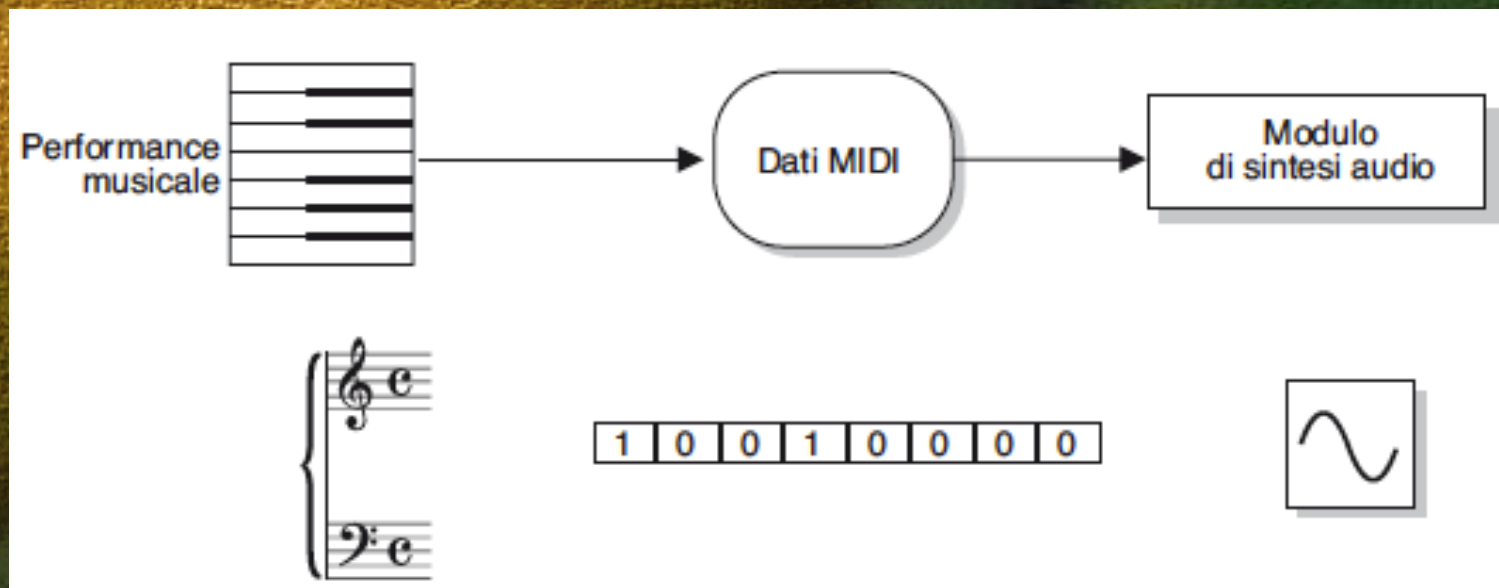 Performance
musicale
Dati MIDI
Modulo
di sintesi audio
1 0 0 1 0 0 0 0